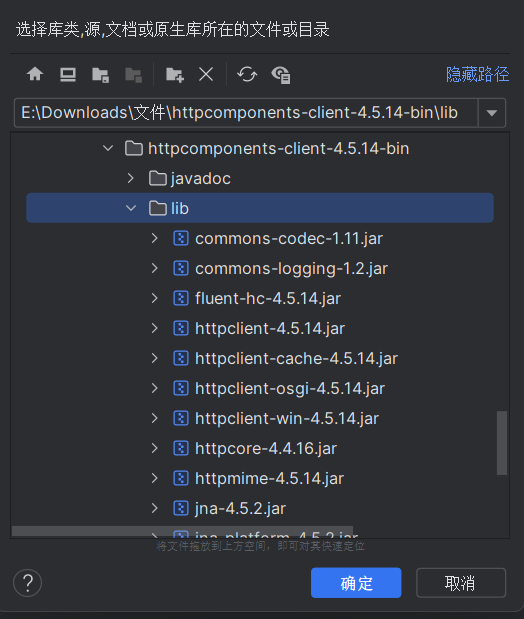 选择库类,源,文档或原生库所在的文件或目录
隐藏路径
E:\Downloads\文件\httpcomponents-client-4.5.14-bin\lib
httpcomponents-client-4.5.14-bin
javadoc
lib
commons-codec-1.11.jar
commons-logging-1.2.jar
fluent-hc-4.5.14.jar
httpclient-4.5.14.jar
httpclient-cache-4.5.14.jar
httpclient-osgi-4.5.14.jar
httpclient-win-4.5.14.jar
httpcore-4.4.16.jar
httpmime-4.5.14.jar
jna-4.5.2.jar
jna-platform-4.5.2.jar
将文件拖放到上方空间，即可对其快速定位
?
确定
取消